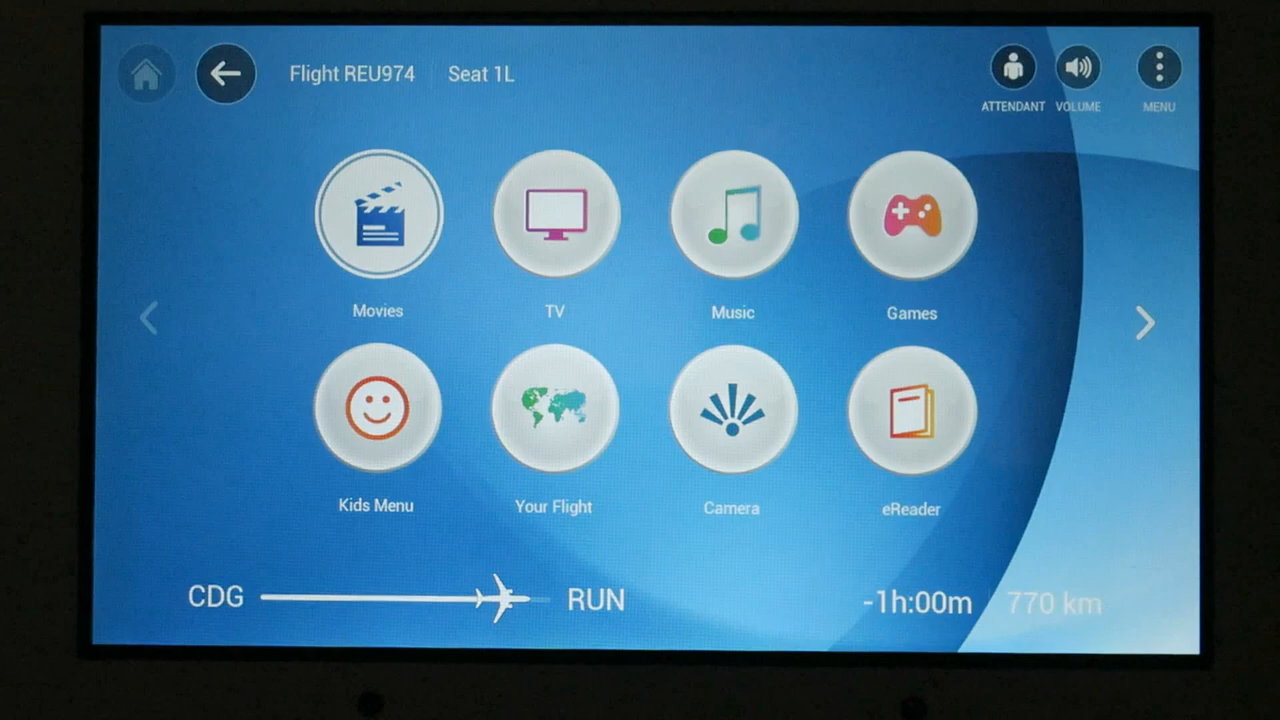 Flight REU974 Seat 1L
ATTENDANT VOLUME MENU
Movies TV Music Games
Kids Menu Your Flight Camera eReader
CDG RUN -1h:00m 770 km